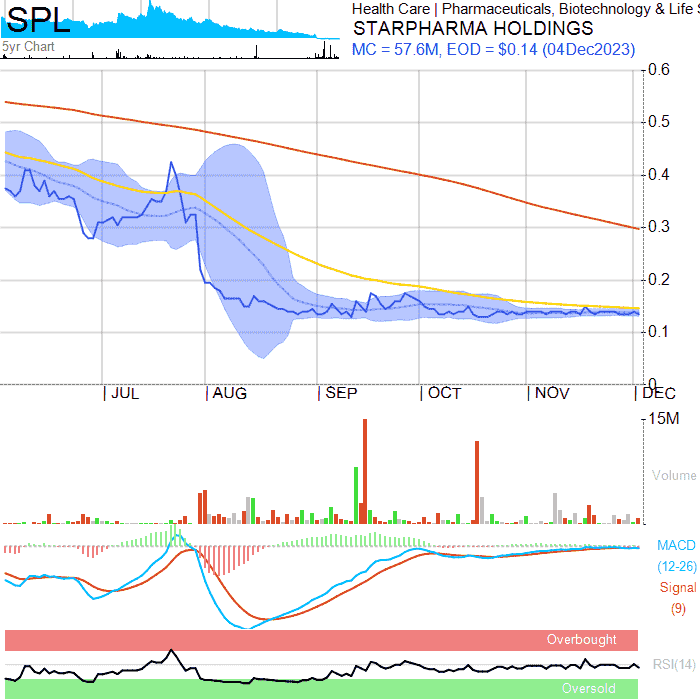 SPL
Health Care | Pharmaceuticals, Biotechnology & Life S
STARPHARMA HOLDINGS
5yr Chart
MC = 57.6M, EOD = $0.14 (04Dec2023)
0.6
0.5
0.4
0.3
0.2
0.1
0
JUL AUG SEP OCT NOV DEC
15M
Volume
MACD
(12-26)
Signal
(9)
Overbought
RSI(14)
Oversold